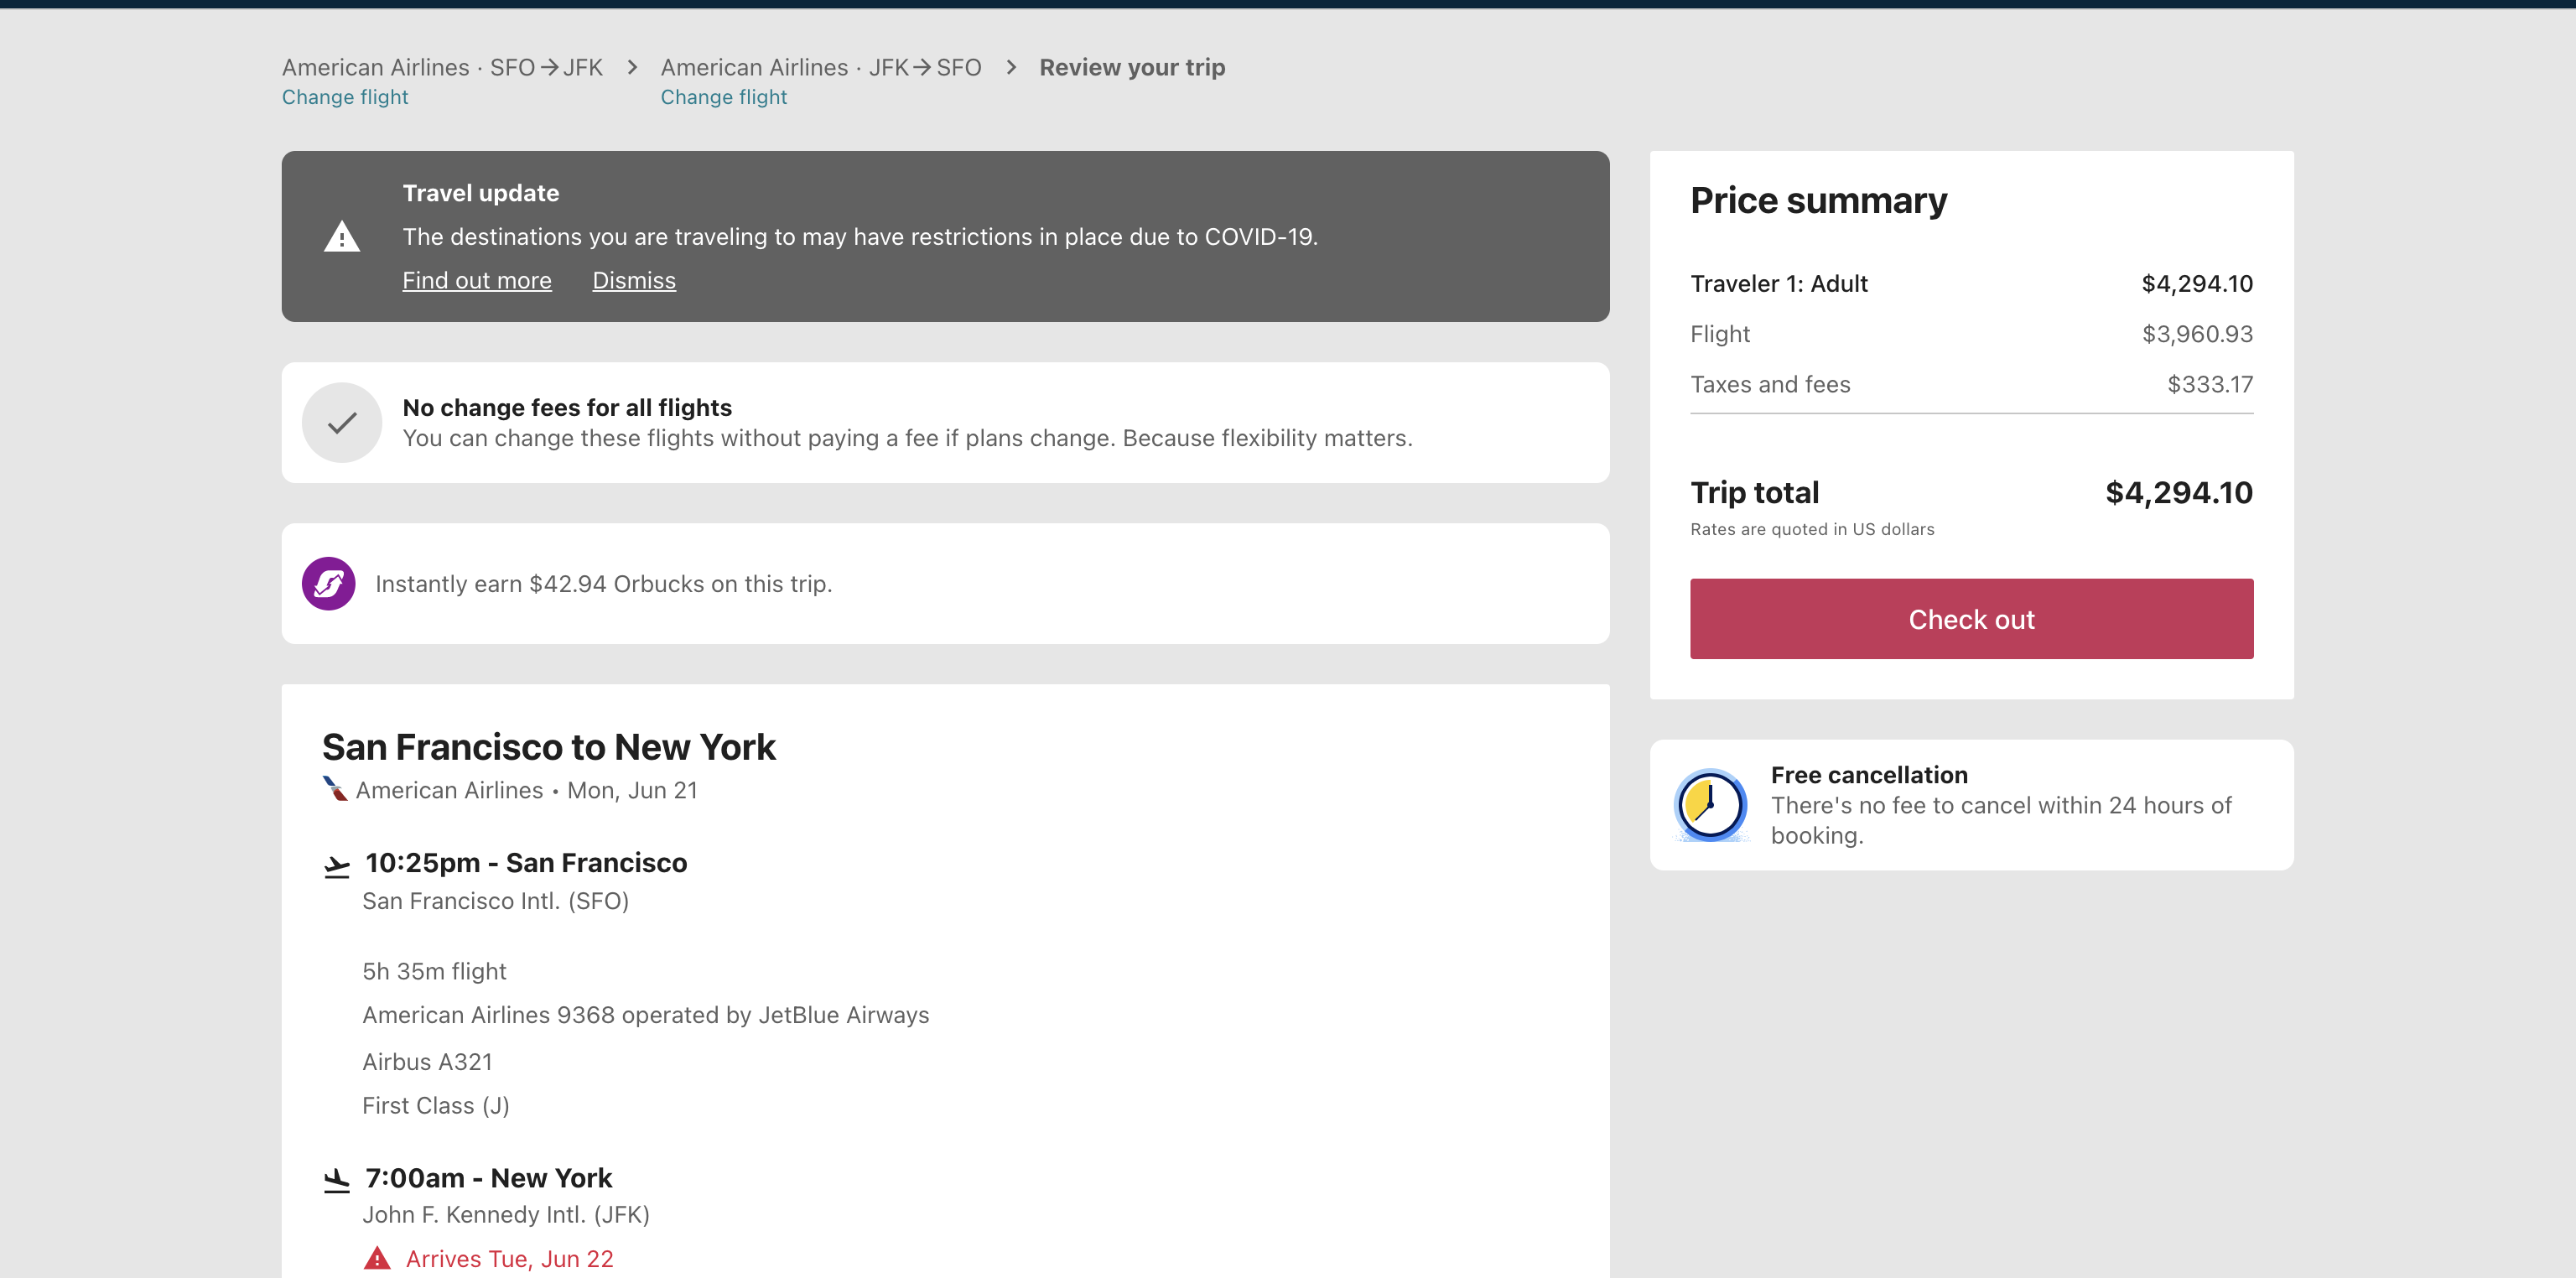 American Airlines · SFO→JFK > American Airlines · JFK→SFO > Review your trip
Change flight Change flight
Travel update
The destinations you are traveling to may have restrictions in place due to COVID-19.
Find out more Dismiss
No change fees for all flights
You can change these flights without paying a fee if plans change. Because flexibility matters.
Instantly earn $42.94 Orbucks on this trip.
San Francisco to New York
American Airlines • Mon, Jun 21
10:25pm - San Francisco
San Francisco Intl. (SFO)
5h 35m flight
American Airlines 9368 operated by JetBlue Airways
Airbus A321
First Class (J)
7:00am - New York
John F. Kennedy Intl. (JFK)
Arrives Tue, Jun 22
Price summary
Traveler 1: Adult $4,294.10
Flight $3,960.93
Taxes and fees $333.17
Trip total $4,294.10
Rates are quoted in US dollars
Check out
Free cancellation
There's no fee to cancel within 24 hours of
booking.